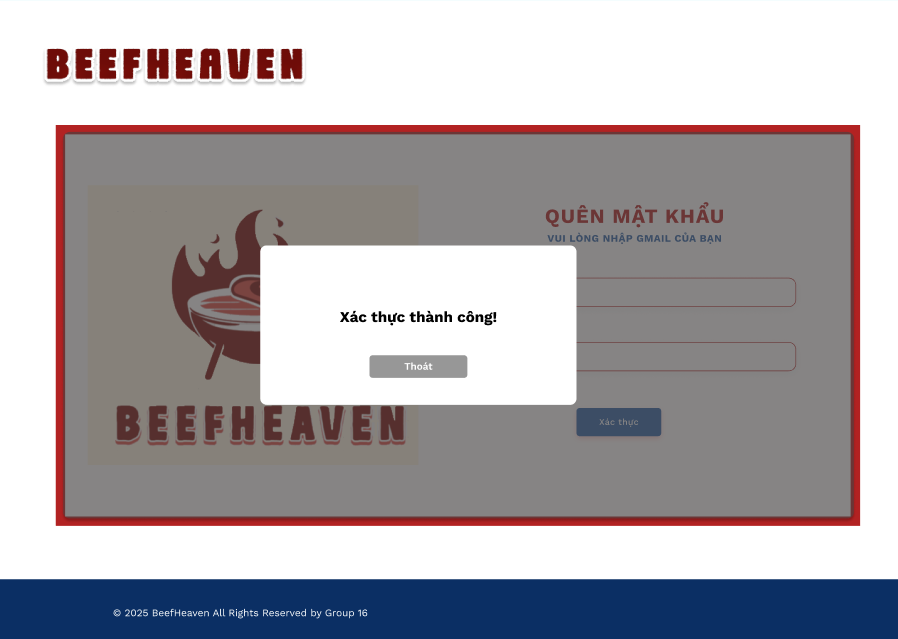 BEEFHEAVEN
QUÊN MẬT KHẨU
VUI LÒNG NHẬP GMAIL CỦA BẠN
Xác thực thành công!
Thoát
BEEFHEAVEN
Xác thực
© 2025 BeefHeaven All Rights Reserved by Group 16